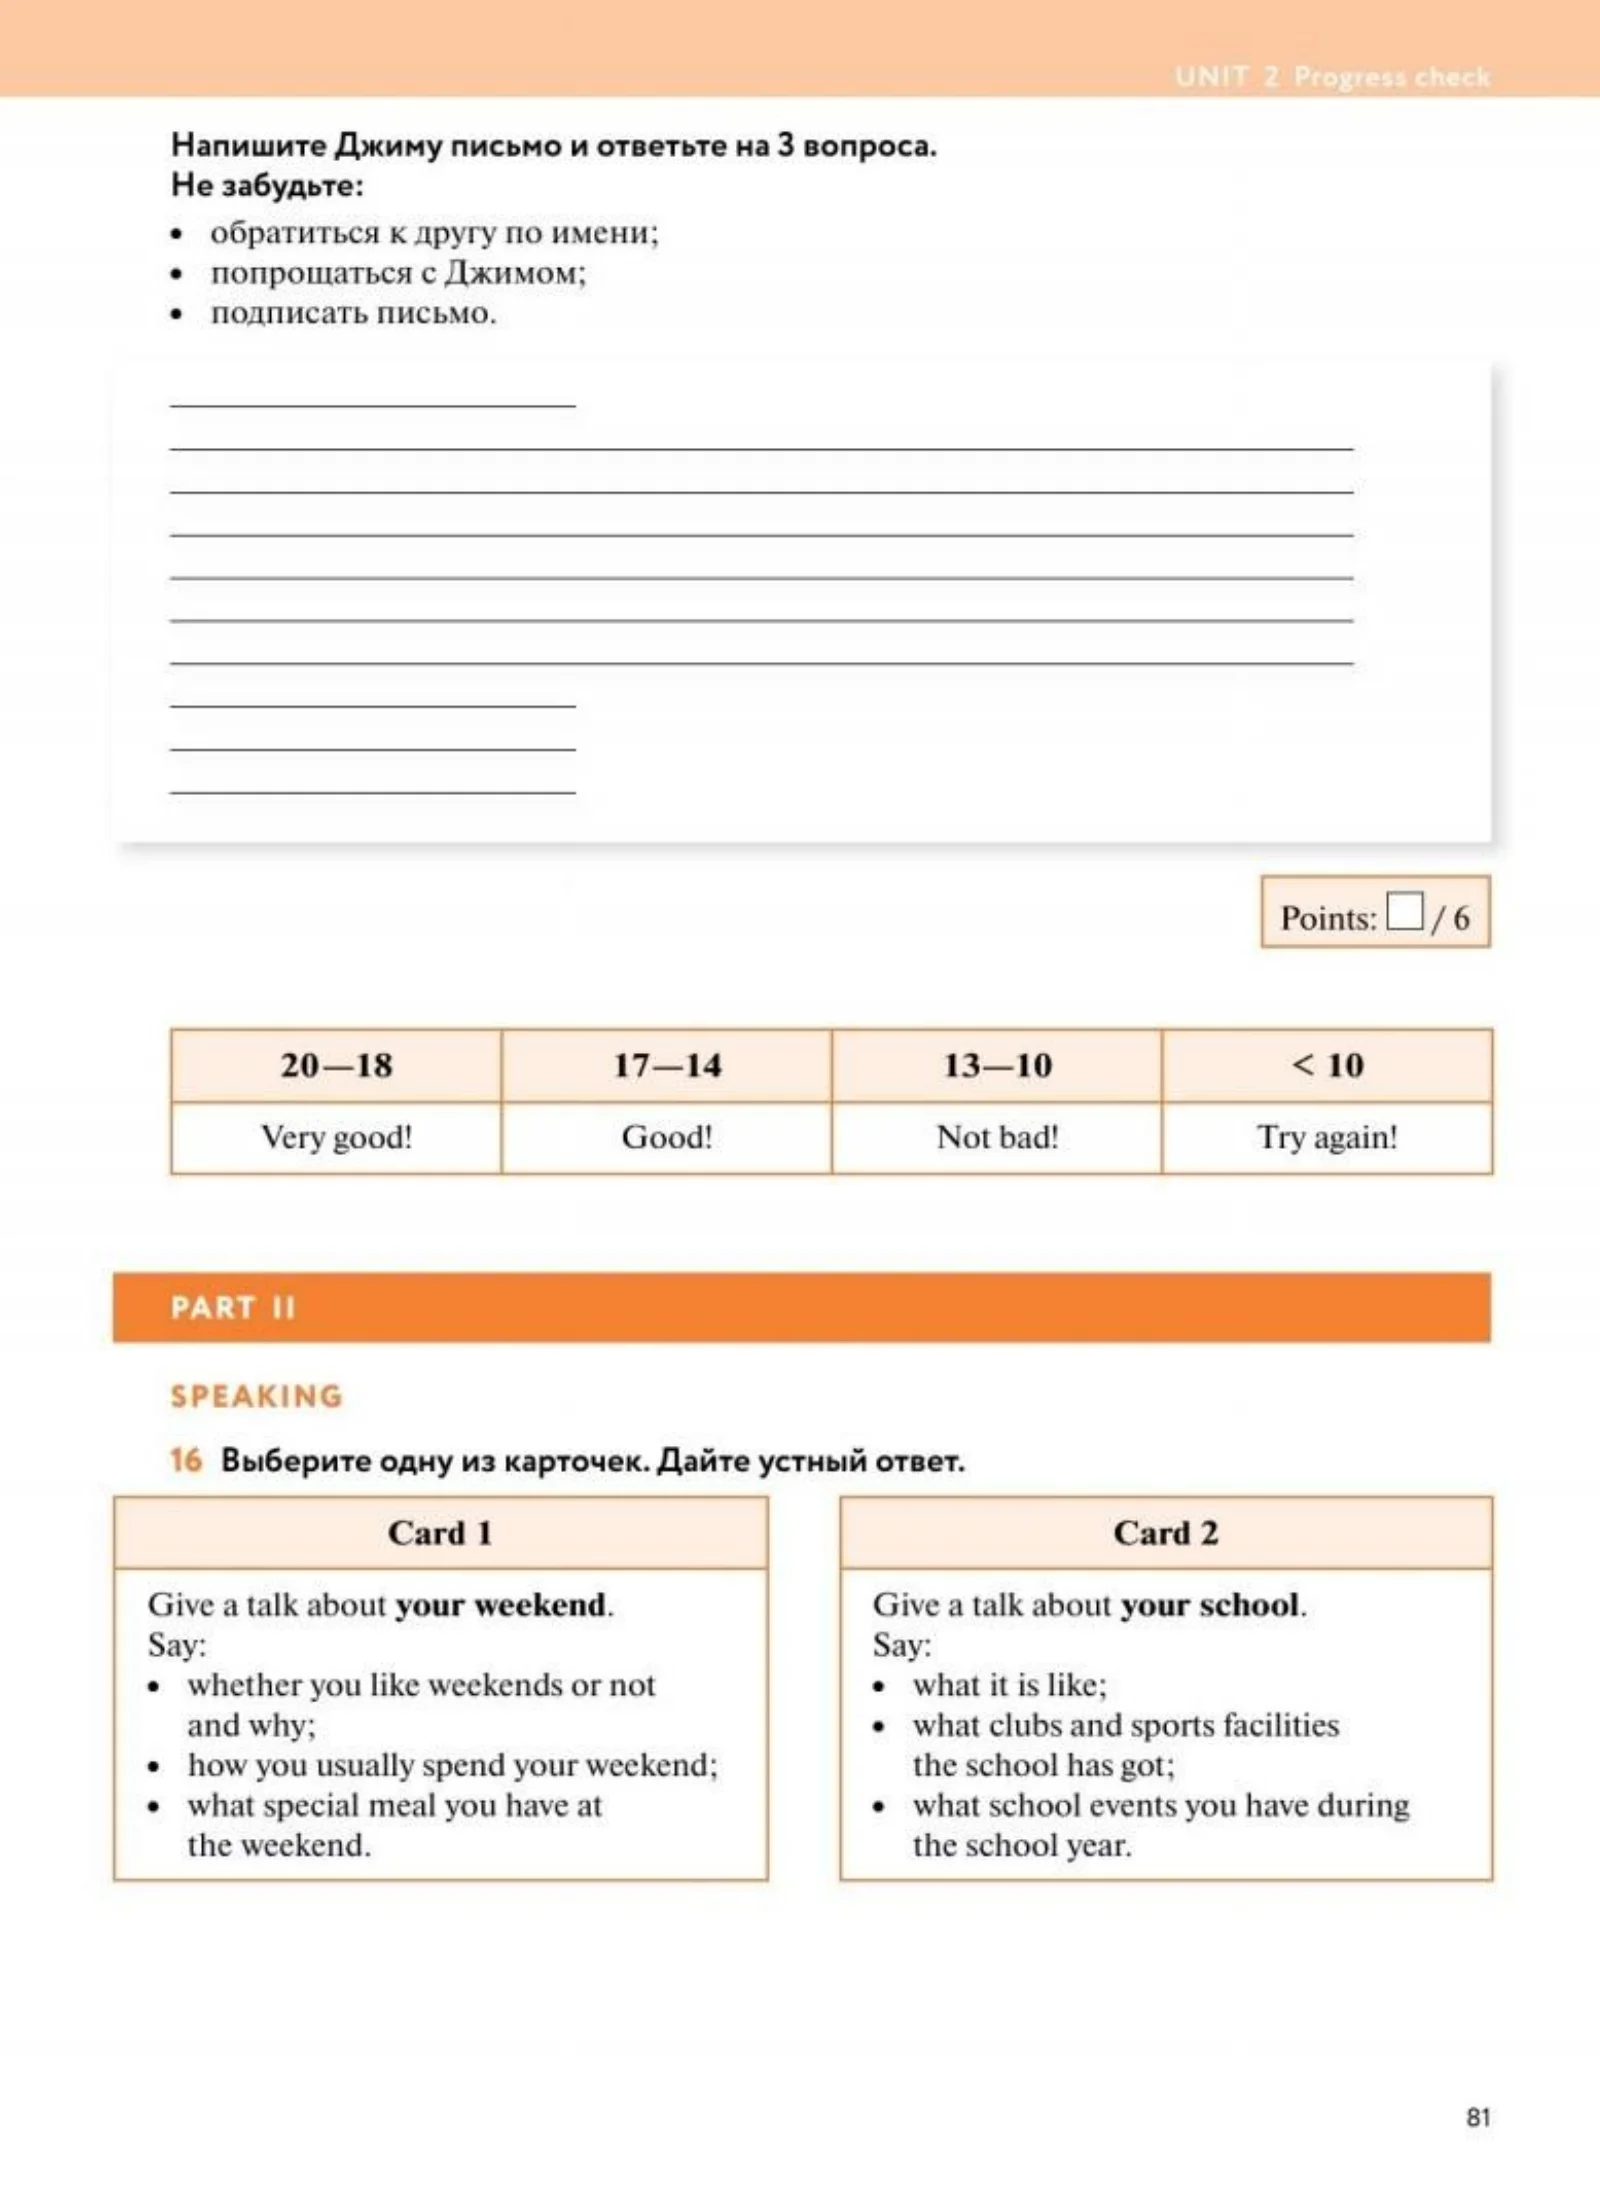 UNIT 2 Progress check
Напишите Джиму письмо и ответьте на 3 вопроса.
Не забудьте:
• обратиться к другу по имени;
• попрощаться с Джимом;
• подписать письмо.
Points: / 6
20—18 17—14 13—10 < 10
Very good! Good! Not bad! Try again!
PART II
SPEAKING
16 Выберите одну из карточек. Дайте устный ответ.
Card 1
Give a talk about your weekend.
Say:
• whether you like weekends or not
and why;
• how you usually spend your weekend;
• what special meal you have at
the weekend.
Card 2
Give a talk about your school.
Say:
• what it is like;
• what clubs and sports facilities
the school has got;
• what school events you have during
the school year.
81